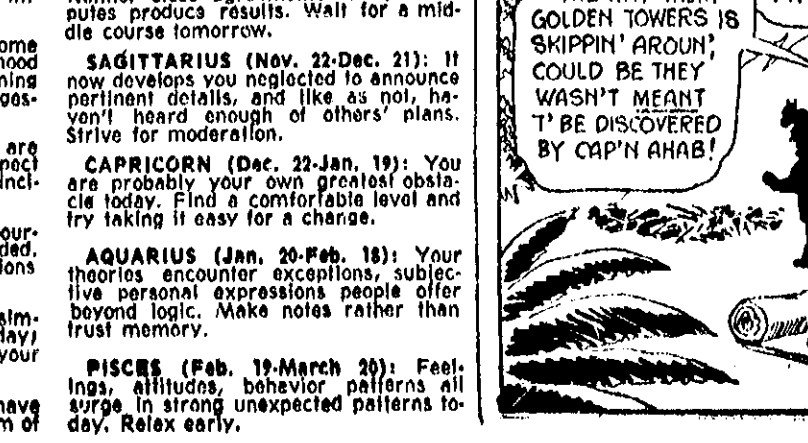 putes produce results. Wait for a mid-
dle course tomorrow.
SAGITTARIUS (Nov. 22-Dec. 21): It
now develops you neglected to announce
pertinent details, and like as not, ha-
ven't heard enough of others' plans.
Strive for moderation.
CAPRICORN (Dec. 22-Jan. 19): You
are probably your own greatest obsta-
cle today. Find a comfortable level and
try taking it easy for a change.
AQUARIUS (Jan. 20-Feb. 18): Your
theories encounter exceptions, subjec-
tive personal expressions people offer
beyond logic. Make notes rather than
trust memory.
PISCES (Feb. 19-March 20): Feel-
ings, attitudes, behavior patterns all
surge in strong unexpected patterns to-
day. Relax early.
GOLDEN TOWERS IS
SKIPPIN' AROUN',
COULD BE THEY
WASN'T MEANT
T' BE DISCOVERED
BY CAP'N AHAB!